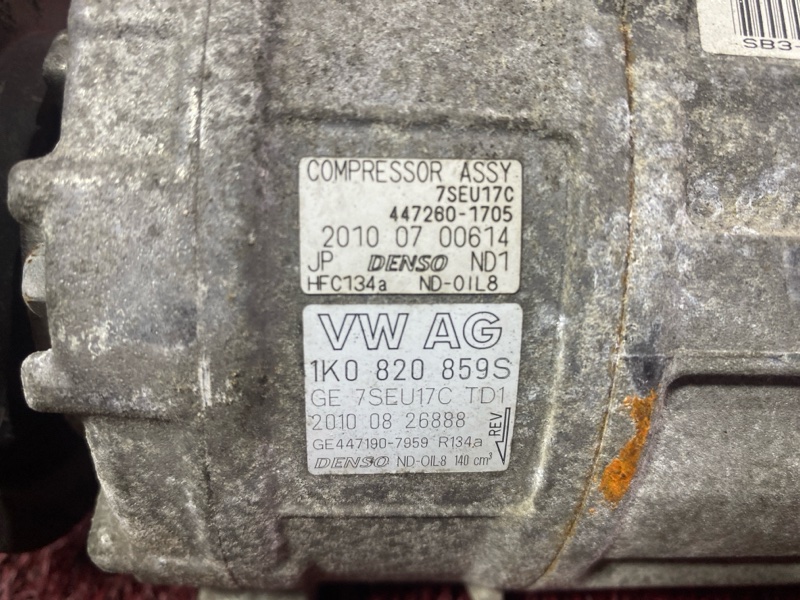 SB3-
COMPRESSOR ASSY
7SEU17C
447260-1705
2010 07 00614
JP DENSO ND1
HFC134a ND-OIL8
VW AG
1K0 820 859S
GE 7SEU17C TD1
2010 08 26888
GE447190-7959 R134a
REV
DENSO ND-OIL8 140 cm³